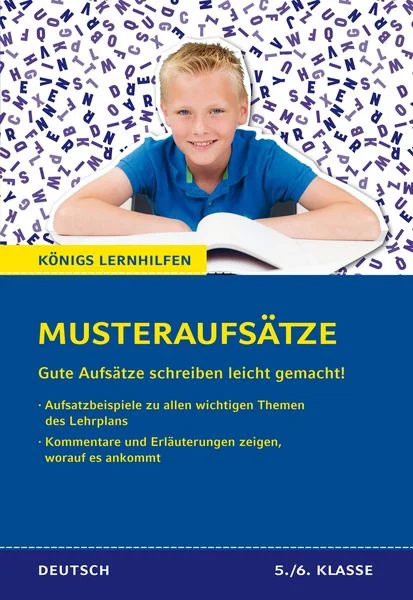 KÖNIGS LERNHILFEN
MUSTERAUFSÄTZE
Gute Aufsätze schreiben leicht gemacht!
· Aufsatzbeispiele zu allen wichtigen Themen
des Lehrplans
· Kommentare und Erläuterungen zeigen,
worauf es ankommt
DEUTSCH 5./6. KLASSE